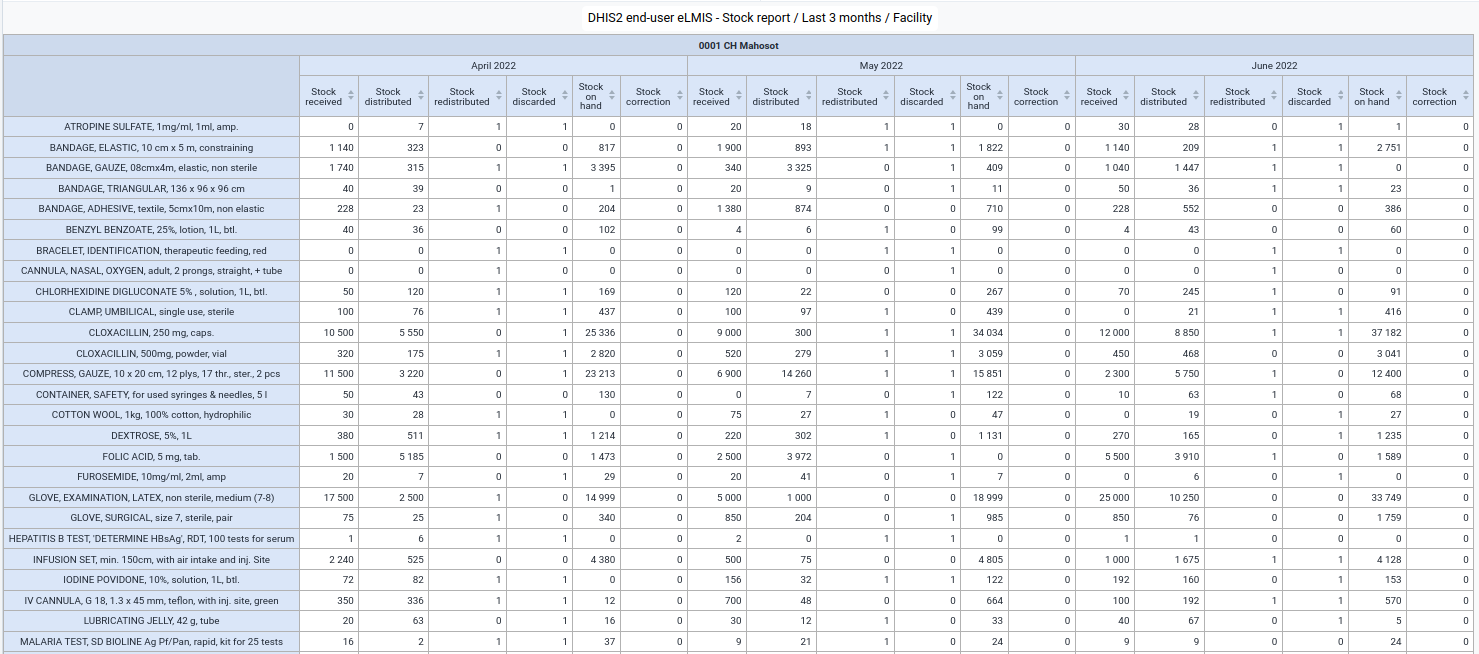 DHIS2 end-user eLMIS - Stock report / Last 3 months / Facility
0001 CH Mahosot
April 2022 May 2022 June 2022
Stock received Stock distributed Stock redistributed Stock discarded Stock on hand Stock correction Stock received Stock distributed Stock redistributed Stock discarded Stock on hand Stock correction Stock received Stock distributed Stock redistributed Stock discarded Stock on hand Stock correction
ATROPINE SULFATE, 1mg/ml, 1ml, amp. 0 7 1 1 0 0 20 18 1 1 0 0 30 28 0 1 1 0
BANDAGE, ELASTIC, 10 cm x 5 m, constraining 1 140 323 0 0 817 0 1 900 893 1 1 1 822 0 1 140 209 1 1 2 751 0
BANDAGE, GAUZE, 08cmx4m, elastic, non sterile 1 740 315 1 1 3 395 0 340 3 325 0 1 409 0 1 040 1 447 1 1 0 0
BANDAGE, TRIANGULAR, 136 x 96 x 96 cm 40 39 0 0 1 0 20 9 0 1 11 0 50 36 1 1 23 0
BANDAGE, ADHESIVE, textile, 5cmx10m, non elastic 228 23 1 0 204 0 1 380 874 0 0 710 0 228 552 0 0 386 0
BENZYL BENZOATE, 25%, lotion, 1L, btl. 40 36 0 0 102 0 4 6 1 0 99 0 4 43 0 0 60 0
BRACELET, IDENTIFICATION, therapeutic feeding, red 0 0 1 1 0 0 0 0 1 1 0 0 0 0 1 1 0 0
CANNULA, NASAL, OXYGEN, adult, 2 prongs, straight, + tube 0 0 1 0 0 0 0 0 0 1 0 0 0 0 1 0 0 0
CHLORHEXIDINE DIGLUCONATE 5% , solution, 1L, btl. 50 120 1 1 169 0 120 22 0 0 267 0 70 245 1 0 91 0
CLAMP, UMBILICAL, single use, sterile 100 76 1 1 437 0 100 97 1 0 439 0 0 21 1 1 416 0
CLOXACILLIN, 250 mg, caps. 10 500 5 550 0 1 25 336 0 9 000 300 1 1 34 034 0 12 000 8 850 1 1 37 182 0
CLOXACILLIN, 500mg, powder, vial 320 175 1 1 2 820 0 520 279 1 1 3 059 0 450 468 0 0 3 041 0
COMPRESS, GAUZE, 10 x 20 cm, 12 plys, 17 thr., ster., 2 pcs 11 500 3 220 1 1 23 213 0 6 900 14 260 1 1 15 851 0 2 300 5 750 1 0 12 400 0
CONTAINER, SAFETY, for used syringes & needles, 5 l 50 43 0 0 130 0 0 7 0 1 122 0 10 63 1 0 68 0
COTTON WOOL, 1kg, 100% cotton, hydrophilic 30 28 1 1 0 0 75 27 1 0 47 0 0 19 0 1 27 0
DEXTROSE, 5%, 1L 380 511 1 1 1 214 0 220 302 1 0 1 131 0 270 165 0 1 1 235 0
FOLIC ACID, 5 mg, tab. 1 500 5 185 0 0 1 473 0 2 500 3 972 0 1 0 0 5 500 3 910 0 1 1 589 0
FUROSEMIDE, 10mg/ml, 2ml, amp 20 7 0 1 29 0 20 41 0 1 7 0 0 6 0 1 0 0
GLOVE, EXAMINATION, LATEX, non sterile, medium (7-8) 17 500 2 500 1 0 14 999 0 5 000 1 000 0 0 18 999 0 25 000 10 250 0 0 33 749 0
GLOVE, SURGICAL, size 7, sterile, pair 75 25 1 0 340 0 850 204 0 1 985 0 850 76 0 0 1 759 0
HEPATITIS B TEST, 'DETERMINE HBsAg', RDT, 100 tests for serum 1 6 1 1 0 0 2 0 0 1 0 0 1 1 0 0 0 0
INFUSION SET, min. 150cm, with air intake and inj. Site 2 240 525 0 0 4 380 0 500 75 0 0 4 805 0 1 000 1 675 1 1 4 128 0
IODINE POVIDONE, 10%, solution, 1L, btl. 72 82 1 1 0 0 156 32 1 1 122 0 192 160 0 1 153 0
IV CANNULA, G 18, 1.3 x 45 mm, teflon, with inj. site, green 350 336 1 1 12 0 700 48 0 0 664 0 100 192 1 1 570 0
LUBRICATING JELLY, 42 g, tube 20 63 0 1 16 0 30 12 1 0 33 0 40 67 0 1 5 0
MALARIA TEST, SD BIOLINE Ag Pf/Pan, rapid, kit for 25 tests 16 2 1 1 37 0 9 21 1 0 24 0 9 9 0 0 24 0